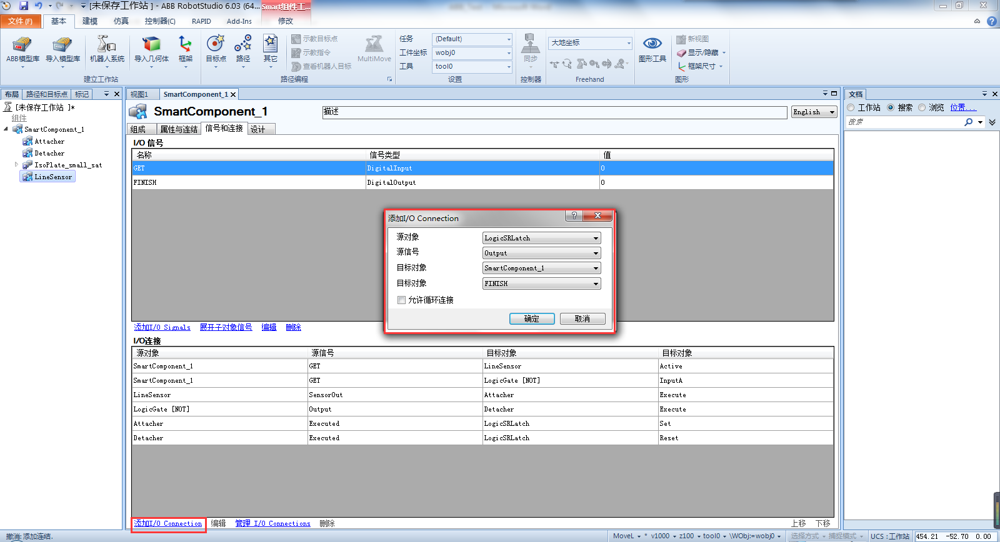 [未保存工作站 ] - ABB RobotStudio 6.03 (64...
Smart组件工...
文件(F) 基本 建模 仿真 控制器(C) RAPID Add-Ins 修改
ABB模型库 导入模型库 机器人系统 导入几何体 框架
建立工作站
目标点 路径 其它
示教目标点
示教指令
查看机器人目标
MultiMove
路径编程
任务 (Default)
工件坐标 wobj0
工具 tool0
设置
同步
控制器
大地坐标
Freehand
图形工具
新视图
显示/隐藏
框架尺寸
图形
布局 路径和目标点 标记
[未保存工作站 ]*
组件
SmartComponent_1
Attacher
Detacher
IsoPlate_small_sat
LineSensor
视图1 SmartComponent_1
SmartComponent_1
描述
English
组成 属性与连结 信号和连接 设计
I/O 信号
名称 信号类型 值
GET DigitalInput 0
FINISH DigitalOutput 0
添加I/O Signals 展开子对象信号 编辑 删除
添加I/O Connection
源对象 LogicSRLatch
源信号 Output
目标对象 SmartComponent_1
目标对象 FINISH
允许循环连接
确定 取消
I/O连接
源对象 源信号 目标对象 目标对象
SmartComponent_1 GET LineSensor Active
SmartComponent_1 GET LogicGate [NOT] InputA
LineSensor SensorOut Attacher Execute
LogicGate [NOT] Output Detacher Execute
Attacher Executed LogicSRLatch Set
Detacher Executed LogicSRLatch Reset
添加I/O Connection 编辑 管理 I/O Connections 删除 上移 下移
文档
工作站 搜索 浏览 位置...
搜索
撤消:添加连结.
MoveL * v1000 z100 tool0 \WObj:=wobj0 选择方式 捕捉模式 UCS : 工作站 454.21 -52.70 0.00